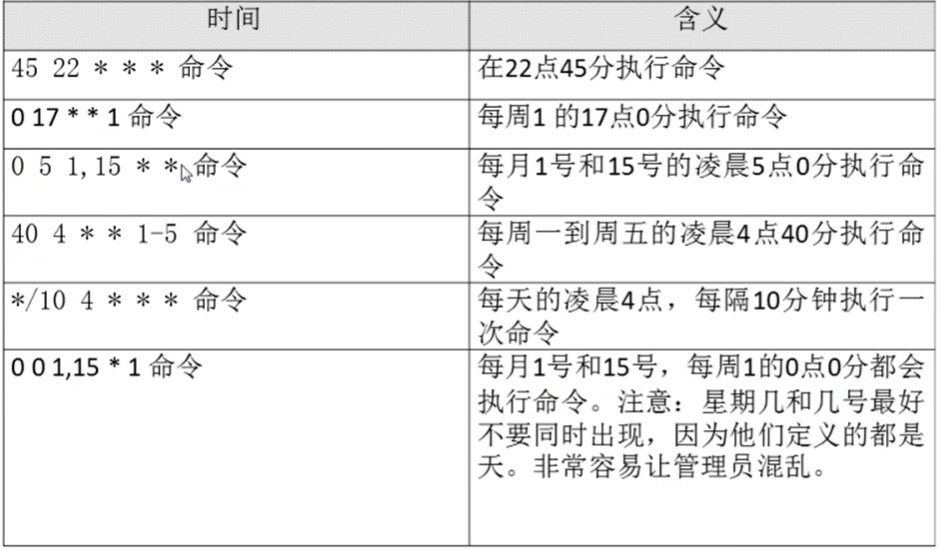 时间
含义
45 22 * * * 命令
在22点45分执行命令
0 17 * * 1 命令
每周1 的17点0分执行命令
0 5 1,15 * * 命令
每月1号和15号的凌晨5点0分执行命
令
40 4 * * 1-5 命令
每周一到周五的凌晨4点40分执行命
令
*/10 4 * * * 命令
每天的凌晨4点，每隔10分钟执行一
次命令
0 0 1,15 * 1 命令
每月1号和15号，每周1的0点0分都会
执行命令。注意：星期几和几号最好
不要同时出现，因为他们定义的都是
天。非常容易让管理员混乱。